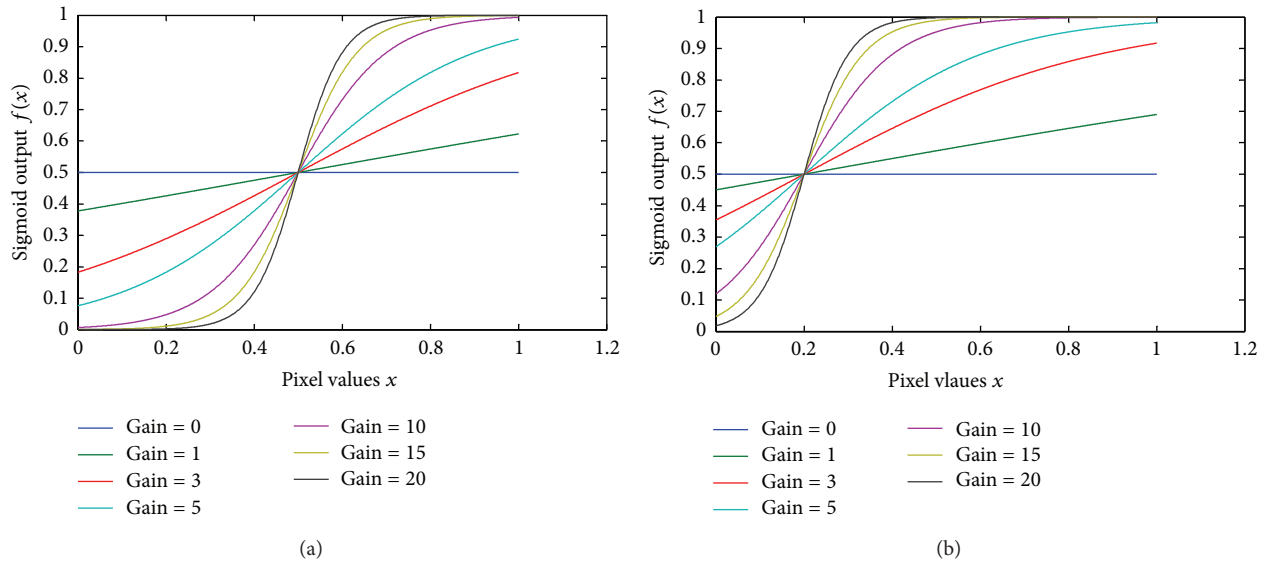 1
0.9
0.8
0.7
0.6
0.5
0.4
0.3
0.2
0.1
0
Sigmoid output f(x)
0 0.2 0.4 0.6 0.8 1 1.2
Pixel values x
Gain = 0
Gain = 1
Gain = 3
Gain = 5
Gain = 10
Gain = 15
Gain = 20
(a)
1
0.9
0.8
0.7
0.6
0.5
0.4
0.3
0.2
0.1
0
Sigmoid output f(x)
0 0.2 0.4 0.6 0.8 1 1.2
Pixel vlaues x
Gain = 0
Gain = 1
Gain = 3
Gain = 5
Gain = 10
Gain = 15
Gain = 20
(b)